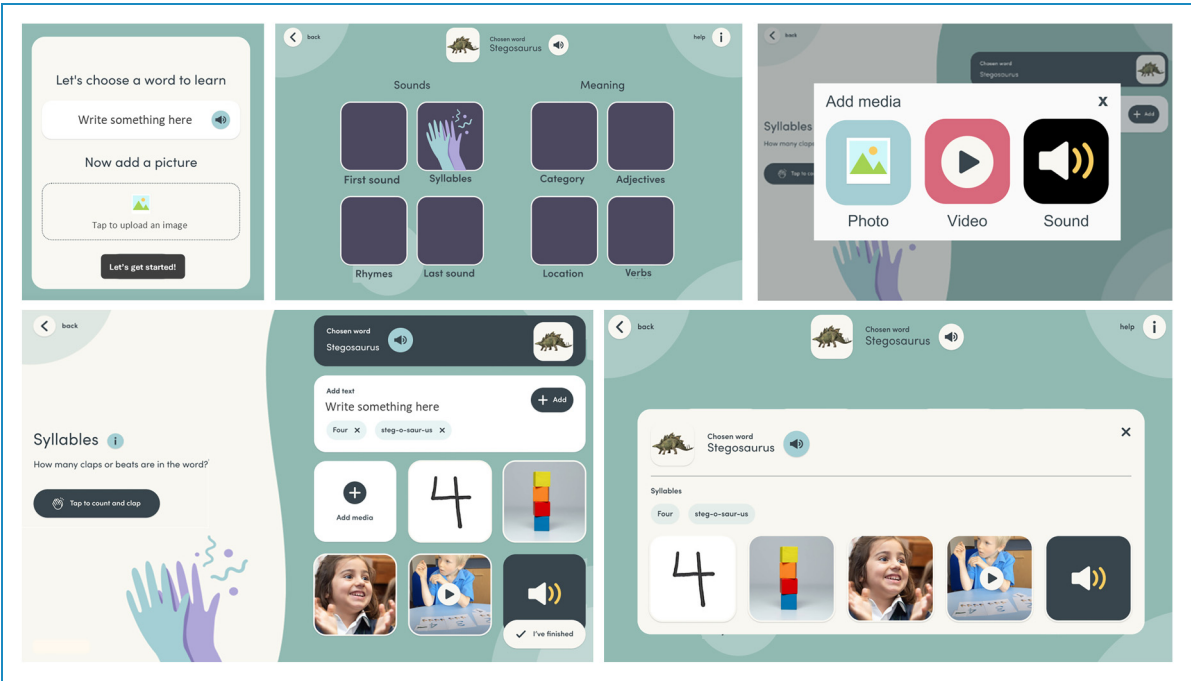 Let's choose a word to learn
Write something here
Now add a picture
Tap to upload an image
Let's get started!
back
Chosen word
Stegosaurus
help i
Sounds Meaning
First sound Syllables Category Adjectives
Rhymes Last sound Location Verbs
back
Chosen word
Stegosaurus
Add media X
+ Add
Syllables
How many claps
Tap to co
Photo Video Sound
back
Syllables i
How many claps or beats are in the word?
Tap to count and clap
Chosen word
Stegosaurus
Add text
Write something here
+ Add
Four X steg-o-saur-us X
Add media
4
I've finished
back
Chosen word
Stegosaurus
help i
Chosen word
Stegosaurus
Syllables
Four steg-o-saur-us
4